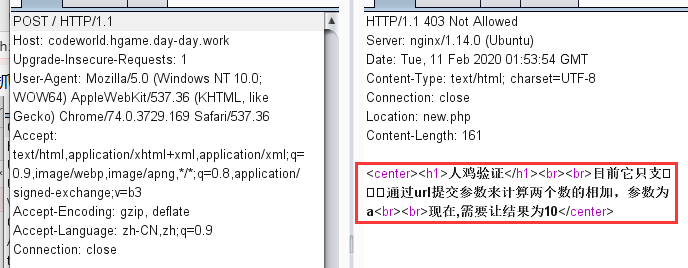 POST / HTTP/1.1
Host: codeworld.hgame.day-day.work
Upgrade-Insecure-Requests: 1
User-Agent: Mozilla/5.0 (Windows NT 10.0;
WOW64) AppleWebKit/537.36 (KHTML, like
Gecko) Chrome/74.0.3729.169 Safari/537.36
Accept:
text/html,application/xhtml+xml,application/xml;q=
0.9,image/webp,image/apng,*/*;q=0.8,application/
signed-exchange;v=b3
Accept-Encoding: gzip, deflate
Accept-Language: zh-CN,zh;q=0.9
Connection: close
HTTP/1.1 403 Not Allowed
Server: nginx/1.14.0 (Ubuntu)
Date: Tue, 11 Feb 2020 01:53:54 GMT
Content-Type: text/html; charset=UTF-8
Connection: close
Location: new.php
Content-Length: 161
<center><h1>人鸡验证</h1><br><br>目前它只支□
□□通过url提交参数来计算两个数的相加，参数为
a<br><br>现在,需要让结果为10</center>